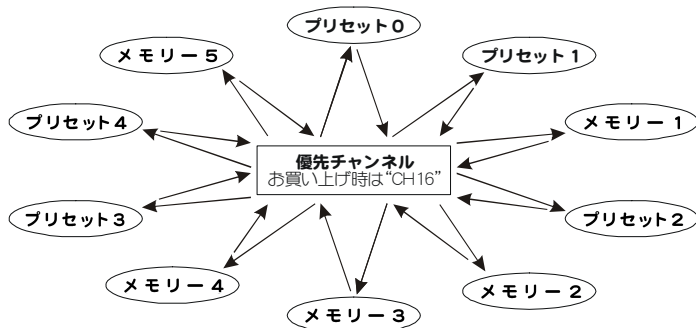 プリセット0
メモリー5
プリセット1
プリセット4
メモリー1
優先チャンネル
お買い上げ時は“CH16”
プリセット3
プリセット2
メモリー4
メモリー2
メモリー3